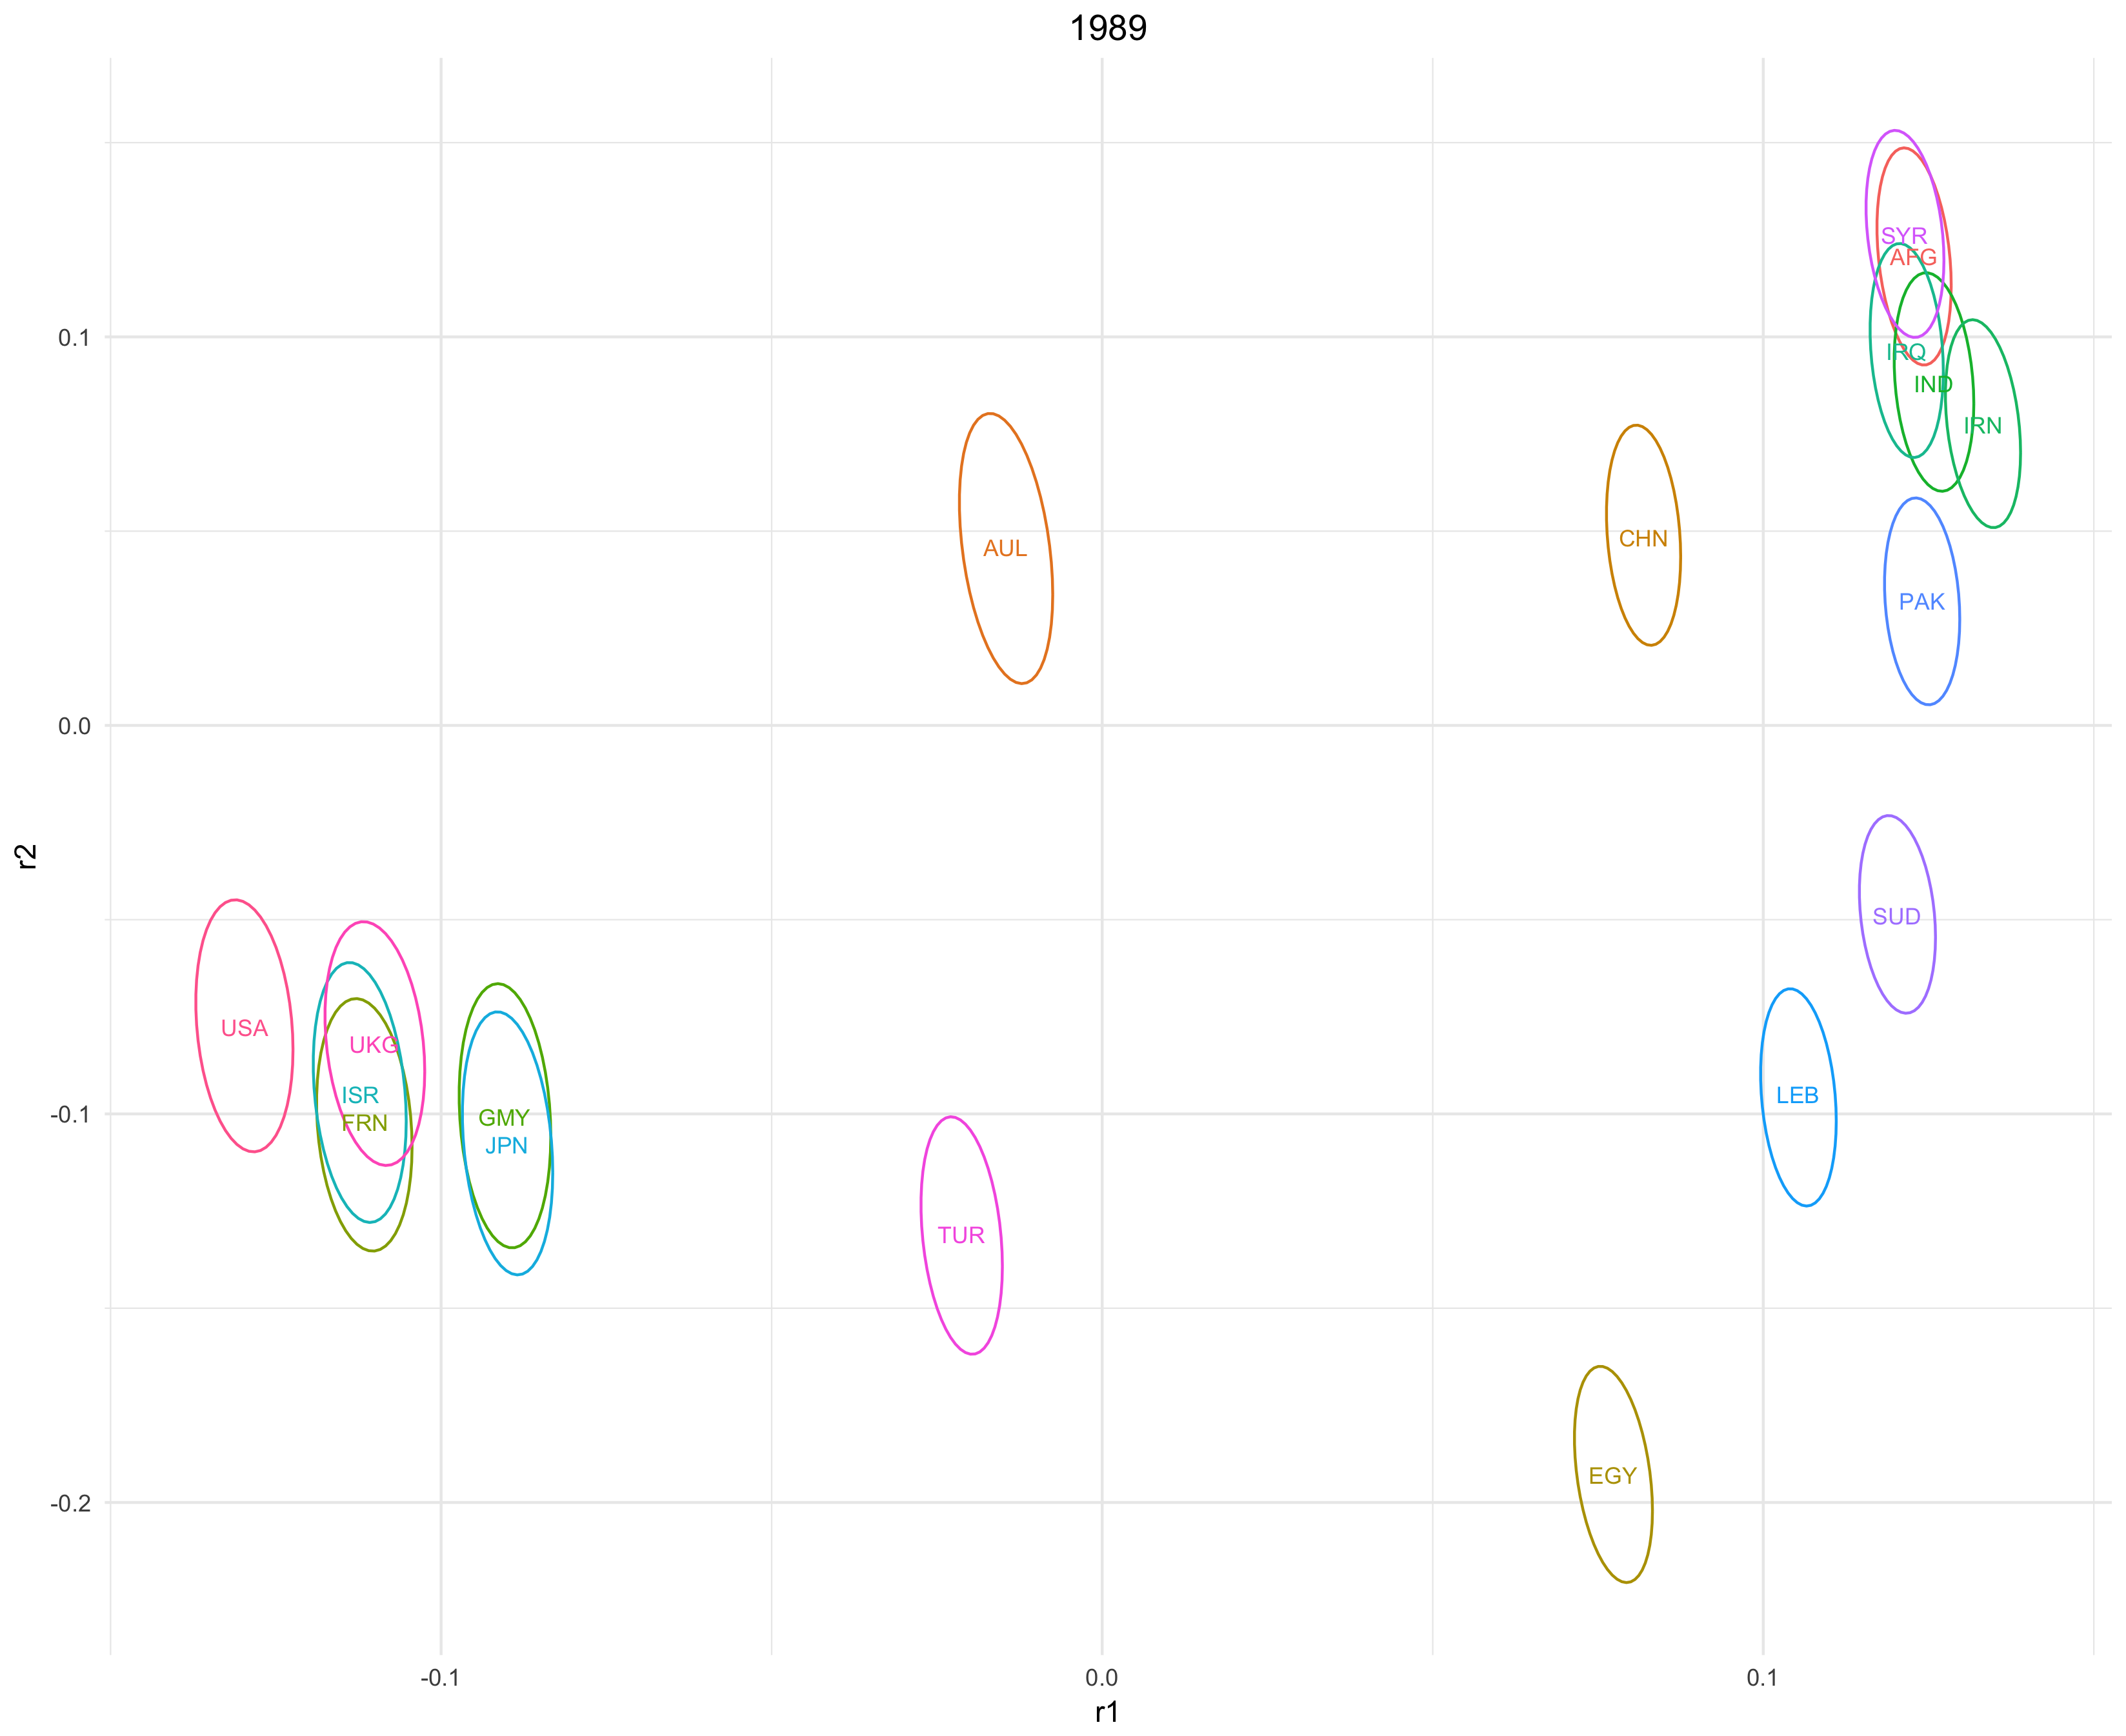 1989
SYR
AFG
0.1
IRQ
IND
IRN
CHN
AUL
PAK
0.0
r2
SUD
USA
UKG
ISR
LEB
-0.1
GMY
FRN
JPN
TUR
EGY
-0.2
-0.1
0.0
0.1
r1